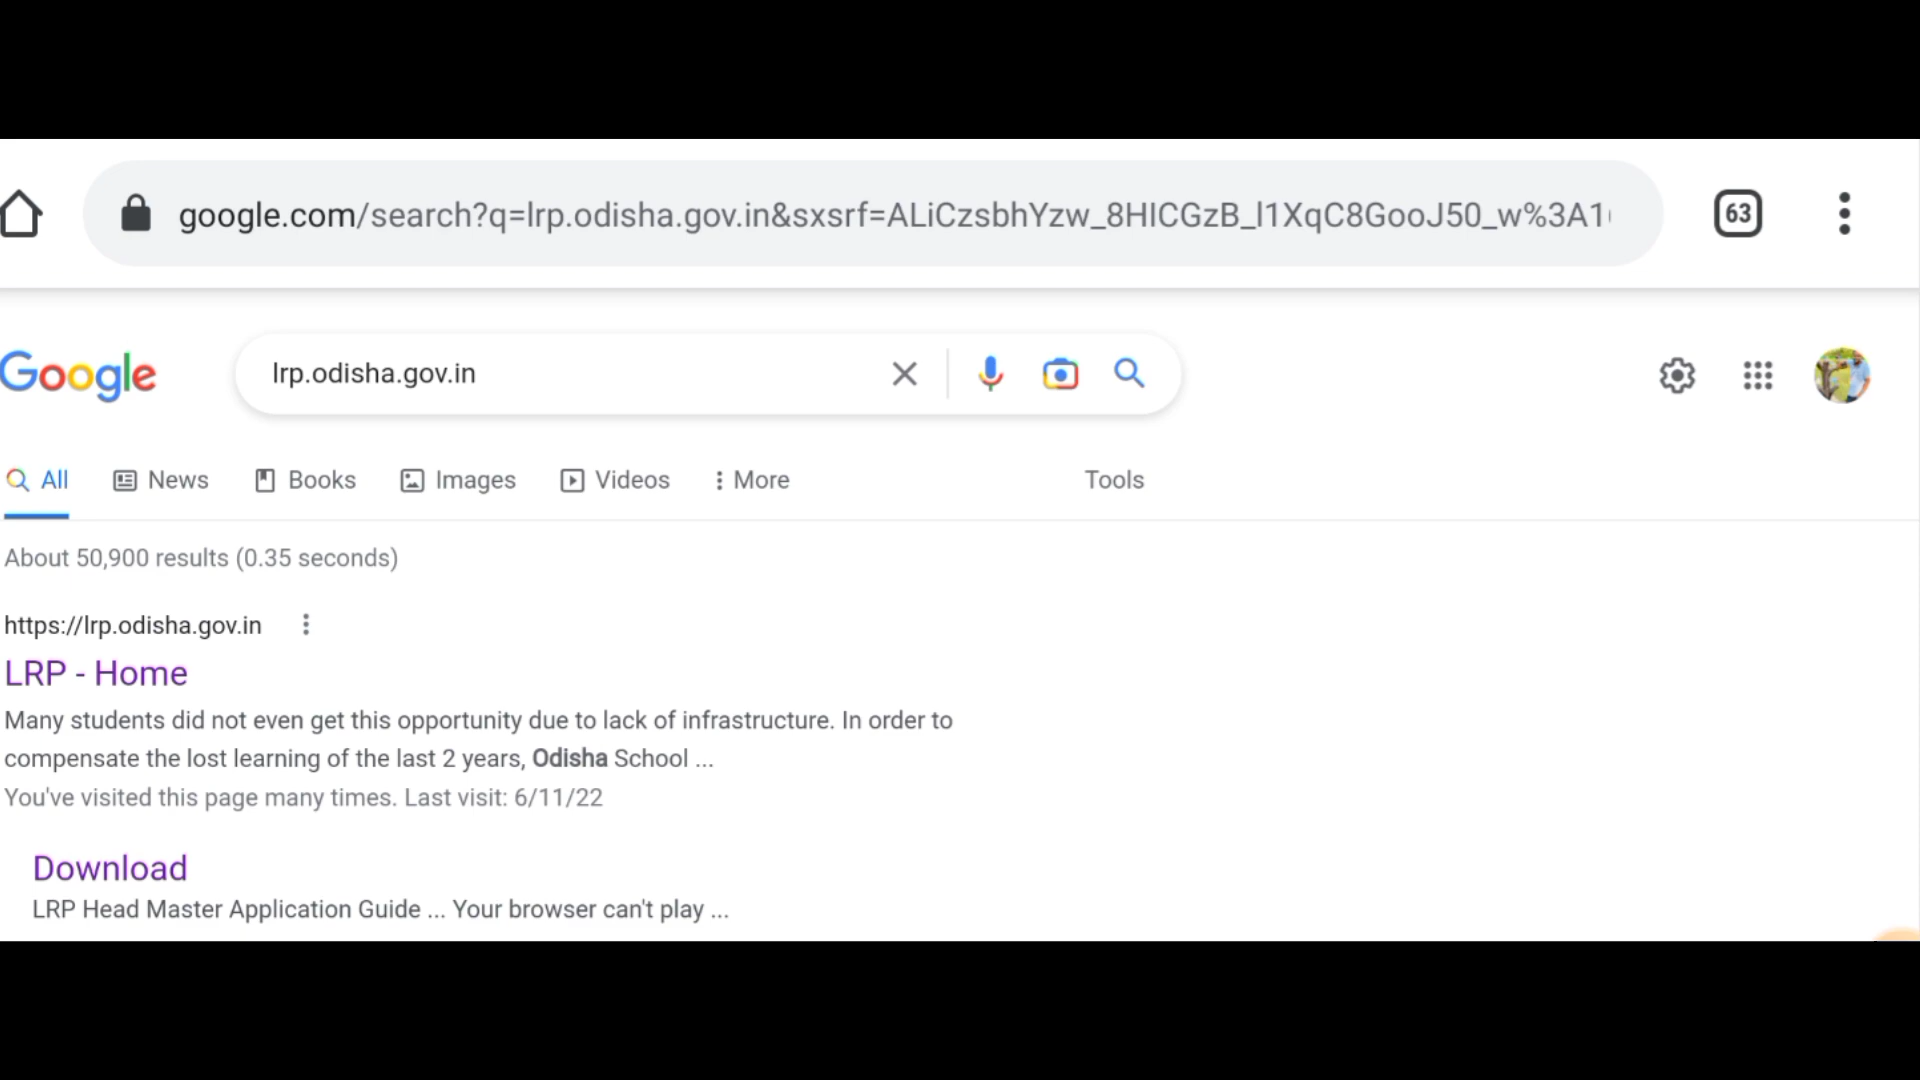 google.com/search?q=lrp.odisha.gov.in&sxsrf=ALiCzsbhYzw_8HICGzB_l1XqC8GooJ50_w%3A1
63
Google
lrp.odisha.gov.in
All News Books Images Videos More Tools
About 50,900 results (0.35 seconds)
https://lrp.odisha.gov.in
LRP - Home
Many students did not even get this opportunity due to lack of infrastructure. In order to
compensate the lost learning of the last 2 years, Odisha School ...
You've visited this page many times. Last visit: 6/11/22
Download
LRP Head Master Application Guide ... Your browser can't play ...